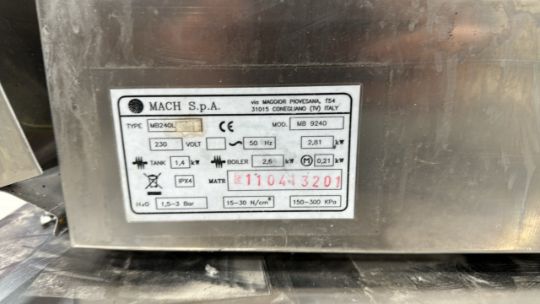 MACH S.p.A.
via MAGGIOR PIOVESANA, 154
31015 CONEGLIANO (TV) ITALY
TYPE MB240L CE MOD. MB 9240
230 VOLT 50 Hz 2,81 kW
TANK 1,4 kW BOILER 2,6 kW M 0,21 kW
IPX4 MATR 110413201
H₂O 1,5-3 Bar 15-30 N/cm² 150-300 KPa